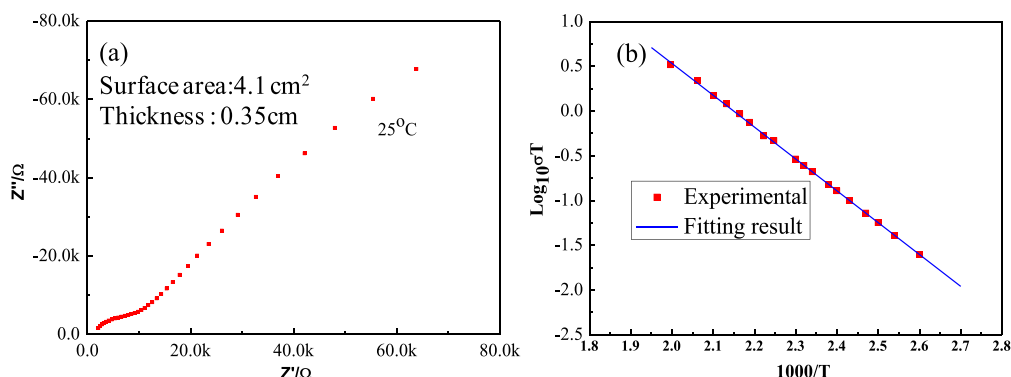 (a)
Surface area:4.1 cm²
Thickness : 0.35cm
25°C
-80.0k
-60.0k
-40.0k
-20.0k
0.0
Z''/Ω
0.0 20.0k 40.0k 60.0k 80.0k
Z'/Ω
(b)
1.0
0.5
0.0
-0.5
-1.0
-1.5
-2.0
-2.5
Log₁₀σT
Experimental
Fitting result
1.8 1.9 2.0 2.1 2.2 2.3 2.4 2.5 2.6 2.7 2.8
1000/T